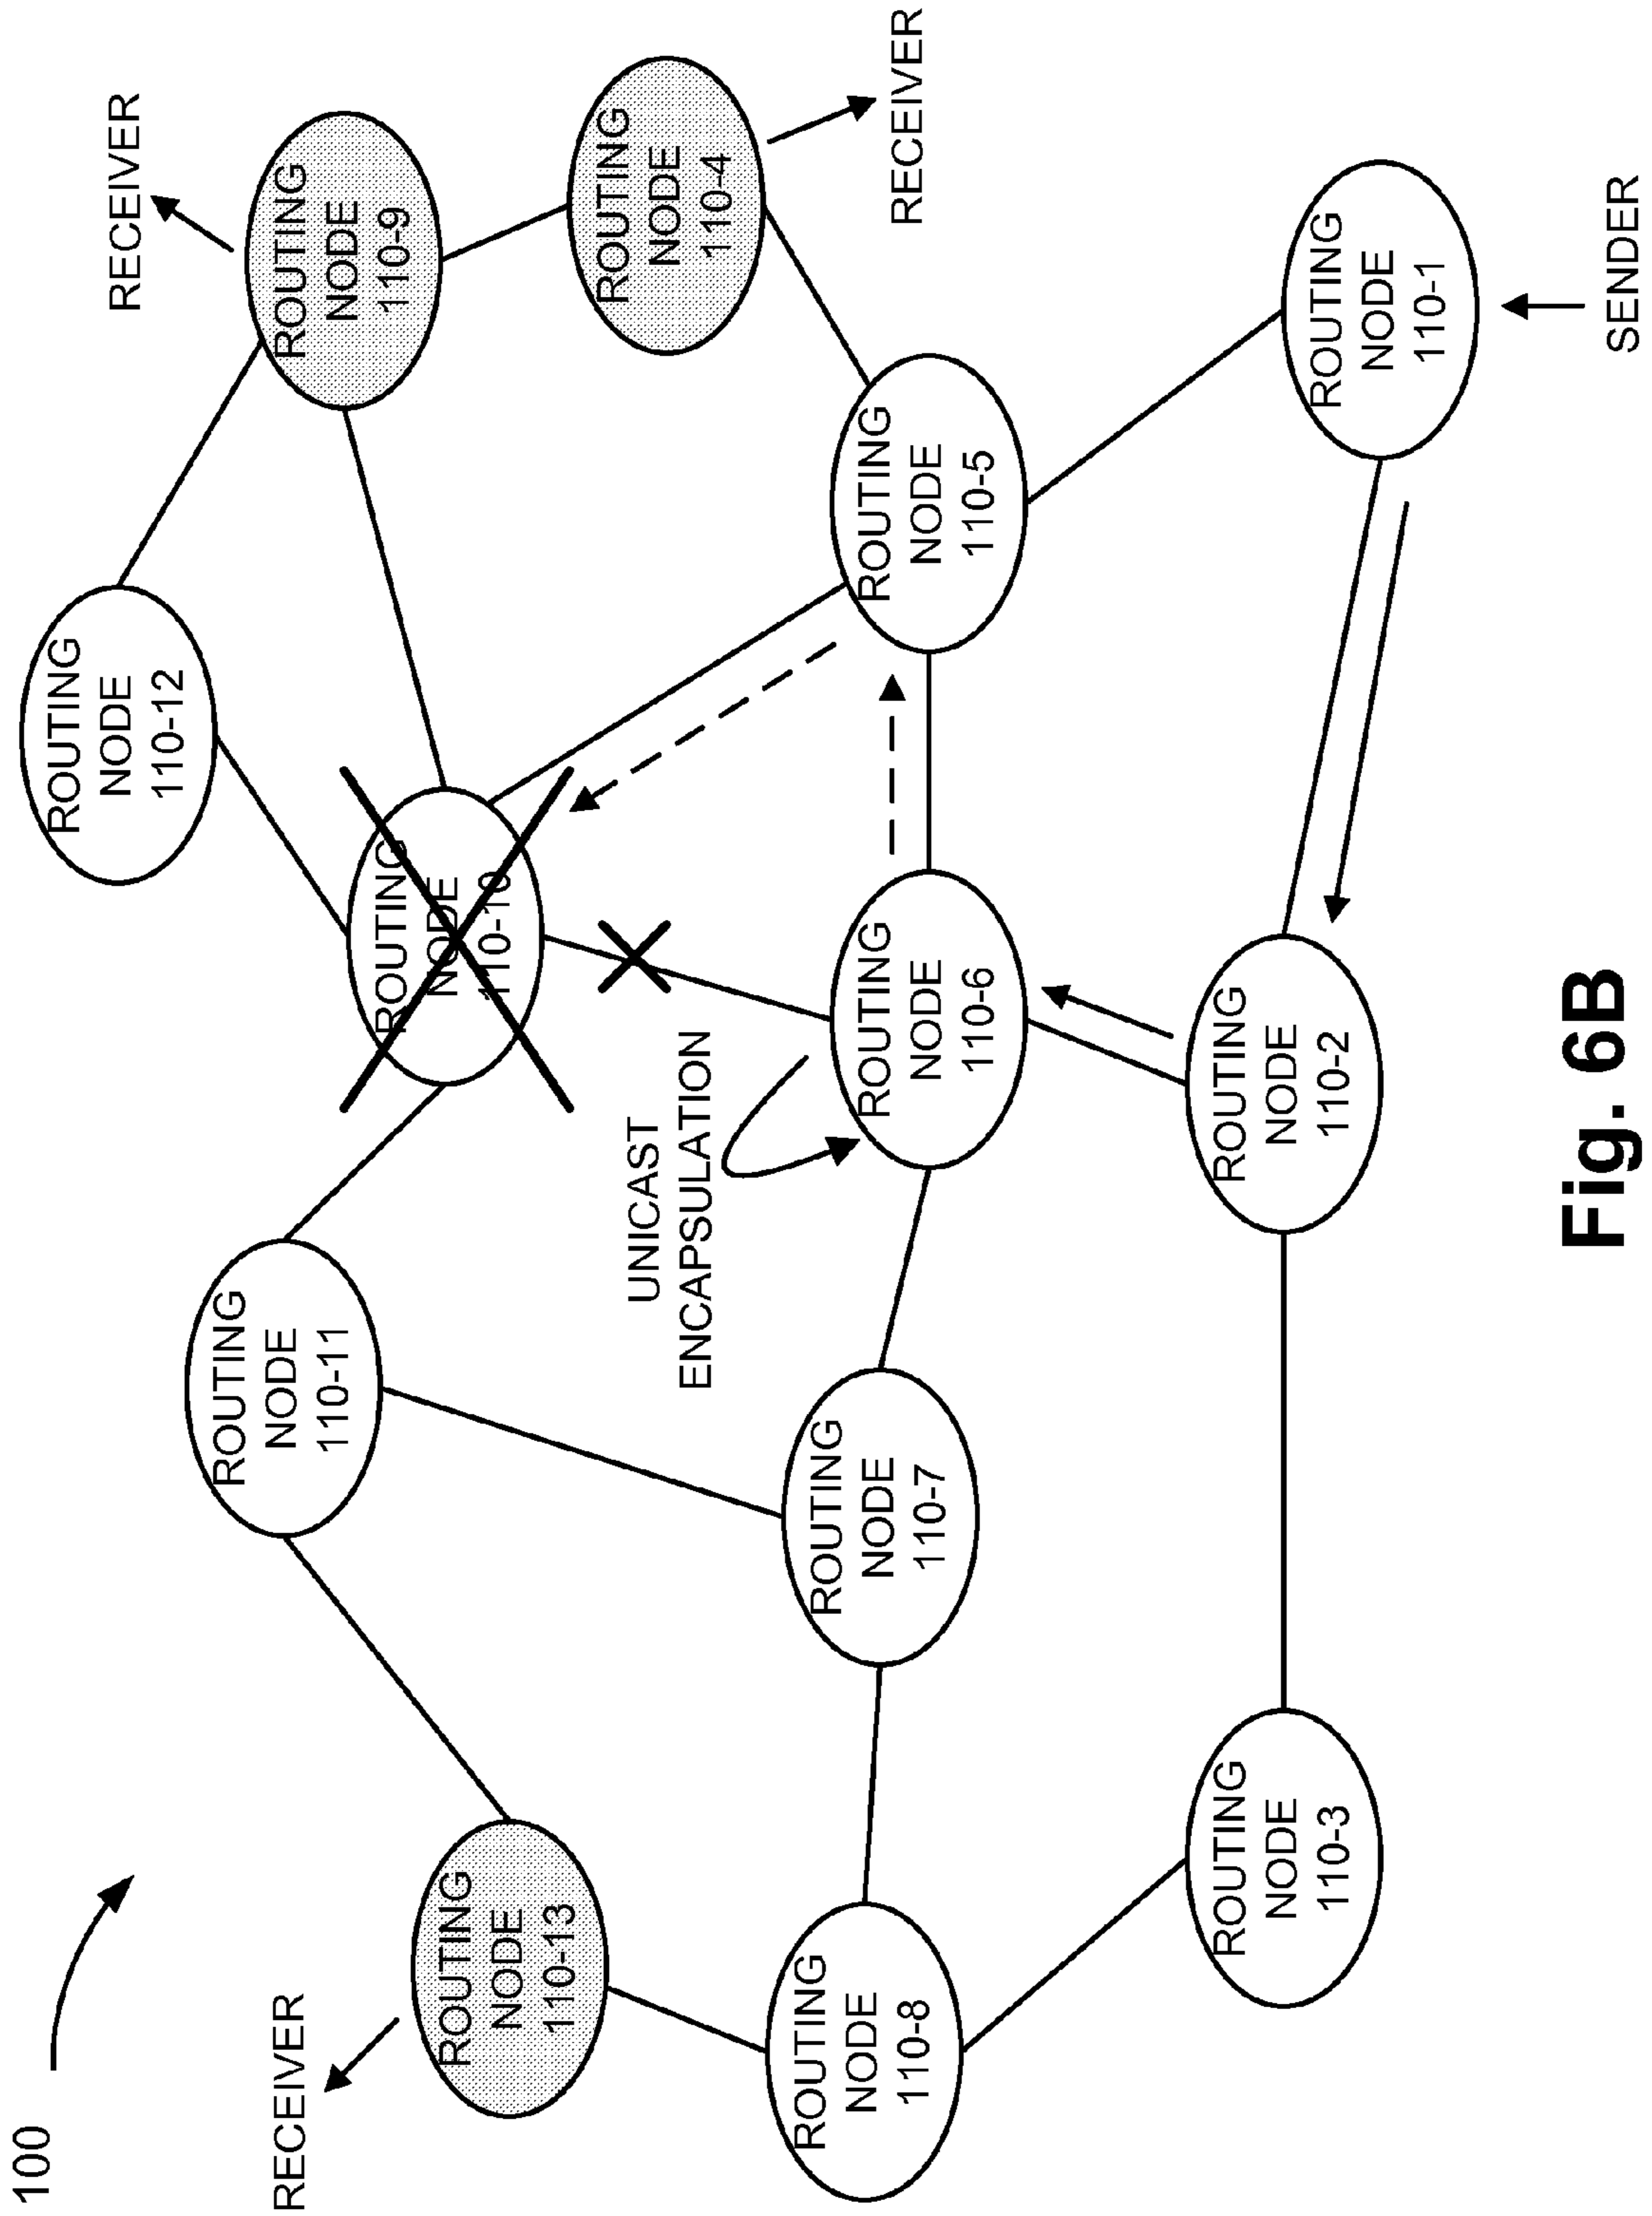 100
RECEIVER
ROUTING
NODE
110-13
ROUTING
NODE
110-8
ROUTING
NODE
110-3
ROUTING
NODE
110-11
ROUTING
NODE
110-7
UNICAST
ENCAPSULATION
ROUTING
NODE
110-10
ROUTING
NODE
110-6
ROUTING
NODE
110-2
ROUTING
NODE
110-12
ROUTING
NODE
110-5
RECEIVER
ROUTING
NODE
110-9
ROUTING
NODE
110-4
RECEIVER
ROUTING
NODE
110-1
SENDER
Fig. 6B